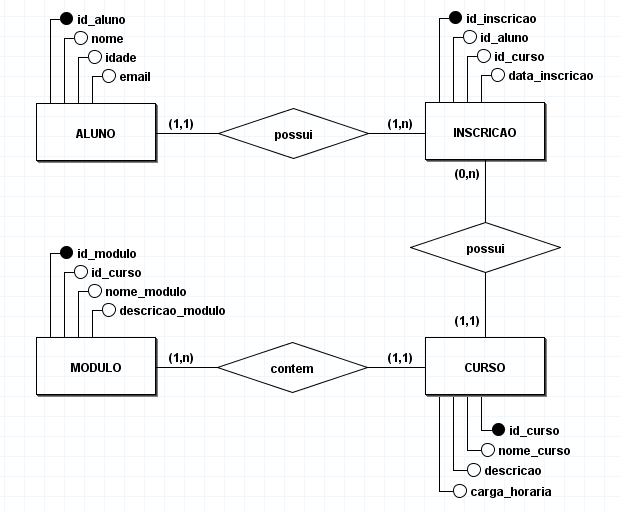 id_aluno
nome
idade
email
ALUNO
(1,1)
possui
(1,n)
id_inscricao
id_aluno
id_curso
data_inscricao
INSCRICAO
(0,n)
possui
(1,1)
id_modulo
id_curso
nome_modulo
descricao_modulo
MODULO
(1,n)
contem
(1,1)
CURSO
id_curso
nome_curso
descricao
carga_horaria